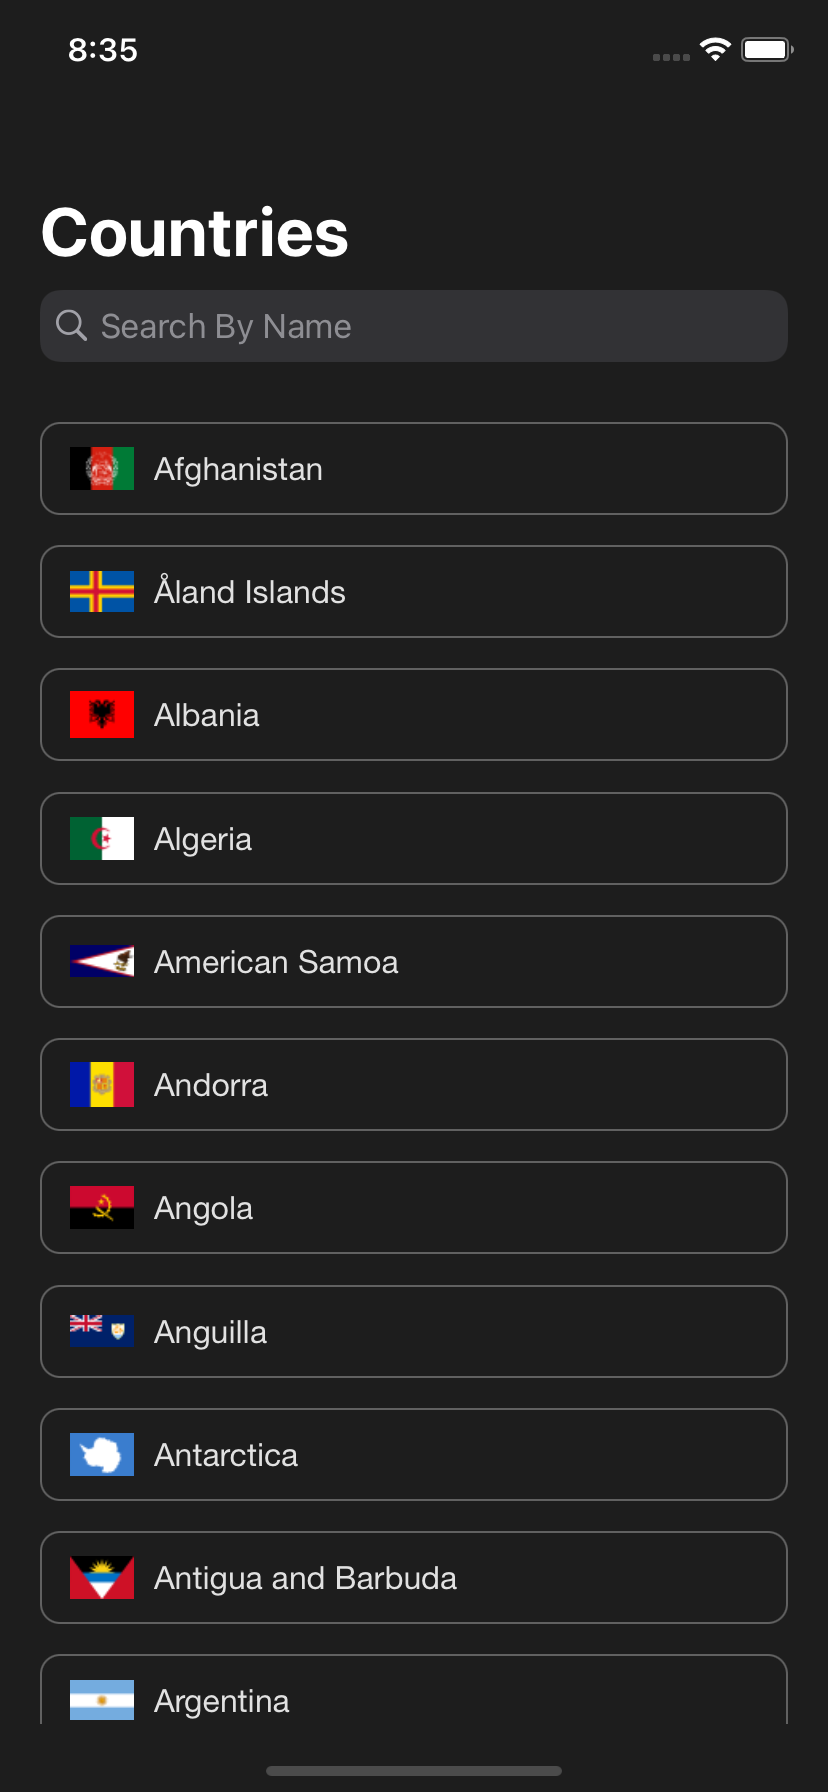 8:35
Countries
Search By Name
Afghanistan
Åland Islands
Albania
Algeria
American Samoa
Andorra
Angola
Anguilla
Antarctica
Antigua and Barbuda
Argentina